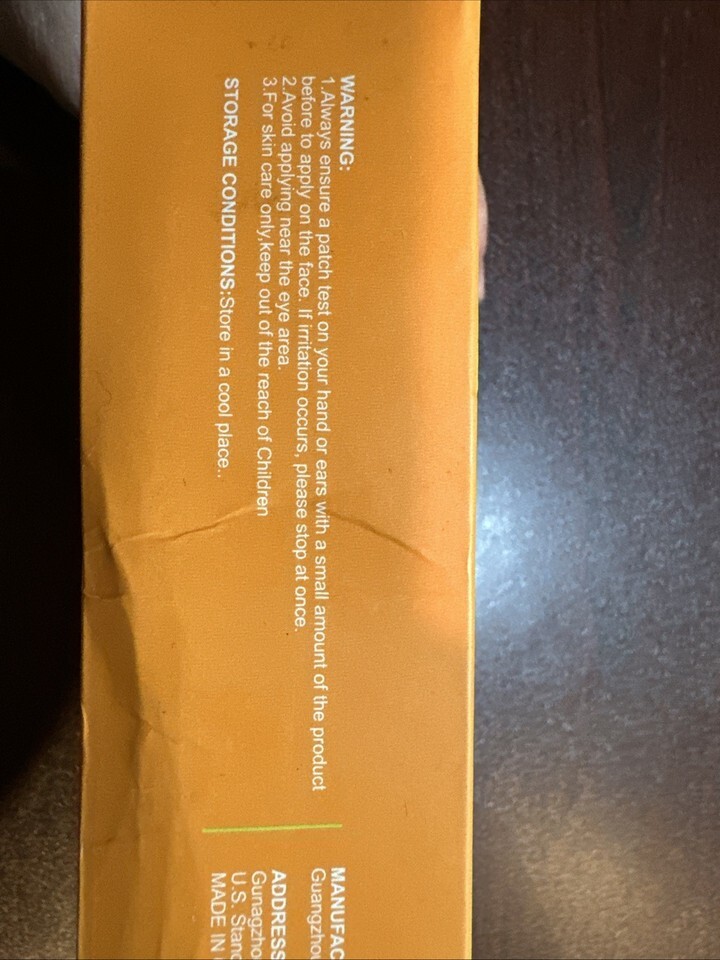 WARNING:
1.Always ensure a patch test on your hand or ears with a small amount of the product
before to apply on the face. If irritation occurs, please stop at once.
2.Avoid applying near the eye area.
3.For skin care only,keep out of the reach of Children
STORAGE CONDITIONS:Store in a cool place..
MANUFAC
Guangzhou
ADDRESS
Gunagzho
U.S. Stand
MADE IN